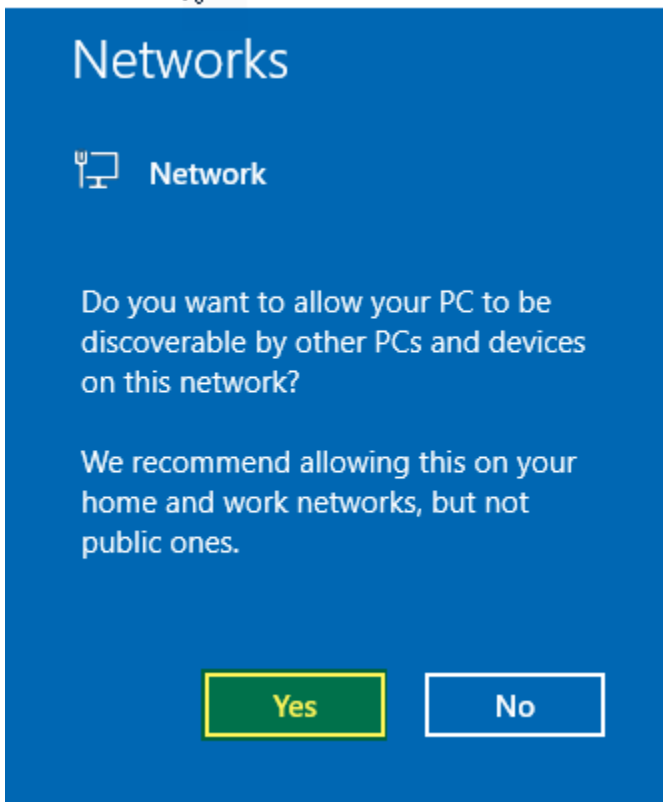 Networks
Network
Do you want to allow your PC to be
discoverable by other PCs and devices
on this network?
We recommend allowing this on your
home and work networks, but not
public ones.
Yes No